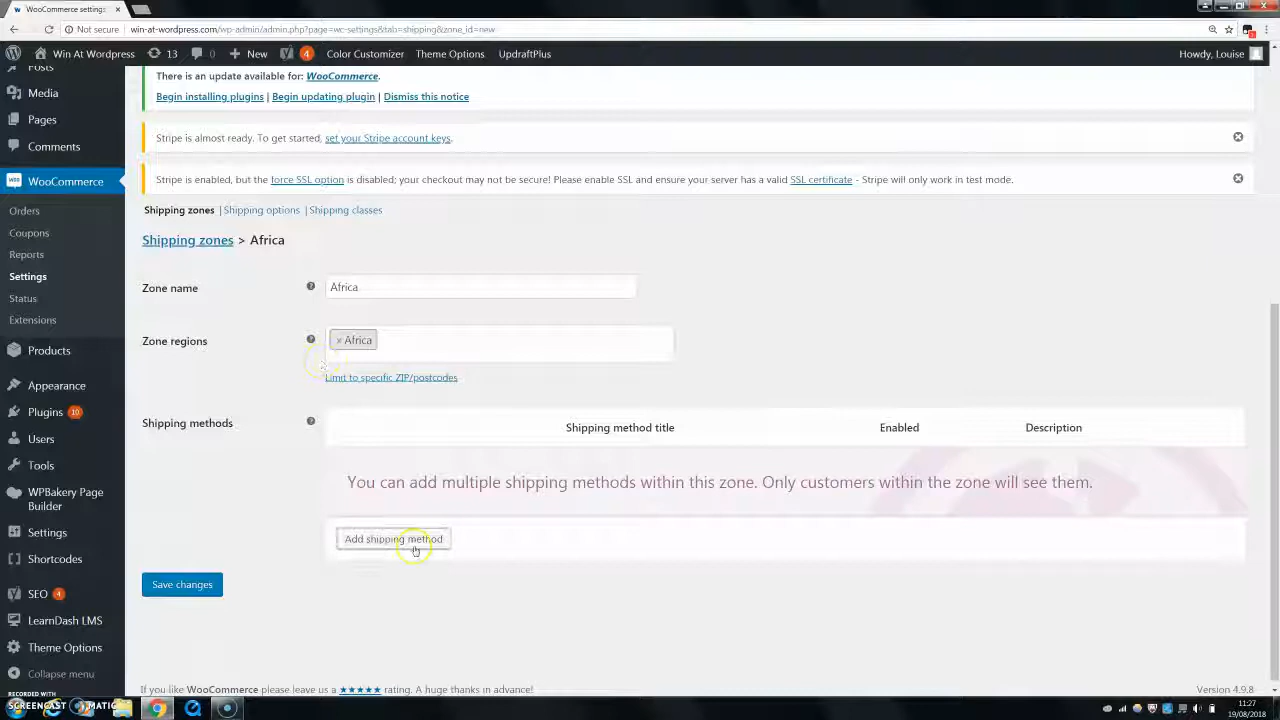 WooCommerce settings
Not secure
win-at-wordpress.com/wp-admin/admin.php?page=wc-settings&tab=shipping&zone_id=new
Win At Wordpress
13
0
New
4
Color Customizer
Theme Options
UpdraftPlus
Howdy, Louise
Posts
Media
Pages
Comments
WooCommerce
Orders
Coupons
Reports
Settings
Status
Extensions
Products
Appearance
Plugins 10
Users
Tools
WPBakery Page
Builder
Settings
Shortcodes
SEO 4
LearnDash LMS
Theme Options
Collapse menu
There is an update available for: WooCommerce.
Begin installing plugins | Begin updating plugin | Dismiss this notice
Stripe is almost ready. To get started, set your Stripe account keys.
Stripe is enabled, but the force SSL option is disabled; your checkout may not be secure! Please enable SSL and ensure your server has a valid SSL certificate - Stripe will only work in test mode.
Shipping zones | Shipping options | Shipping classes
Shipping zones > Africa
Zone name
Africa
Zone regions
× Africa
Limit to specific ZIP/postcodes
Shipping methods
Shipping method title
Enabled
Description
You can add multiple shipping methods within this zone. Only customers within the zone will see them.
Add shipping method
Save changes
If you like WooCommerce please leave us a ★★★★★ rating. A huge thanks in advance!
Version 4.9.8
RECORDED WITH
SCREENCAST MATIC
11:27
19/08/2018